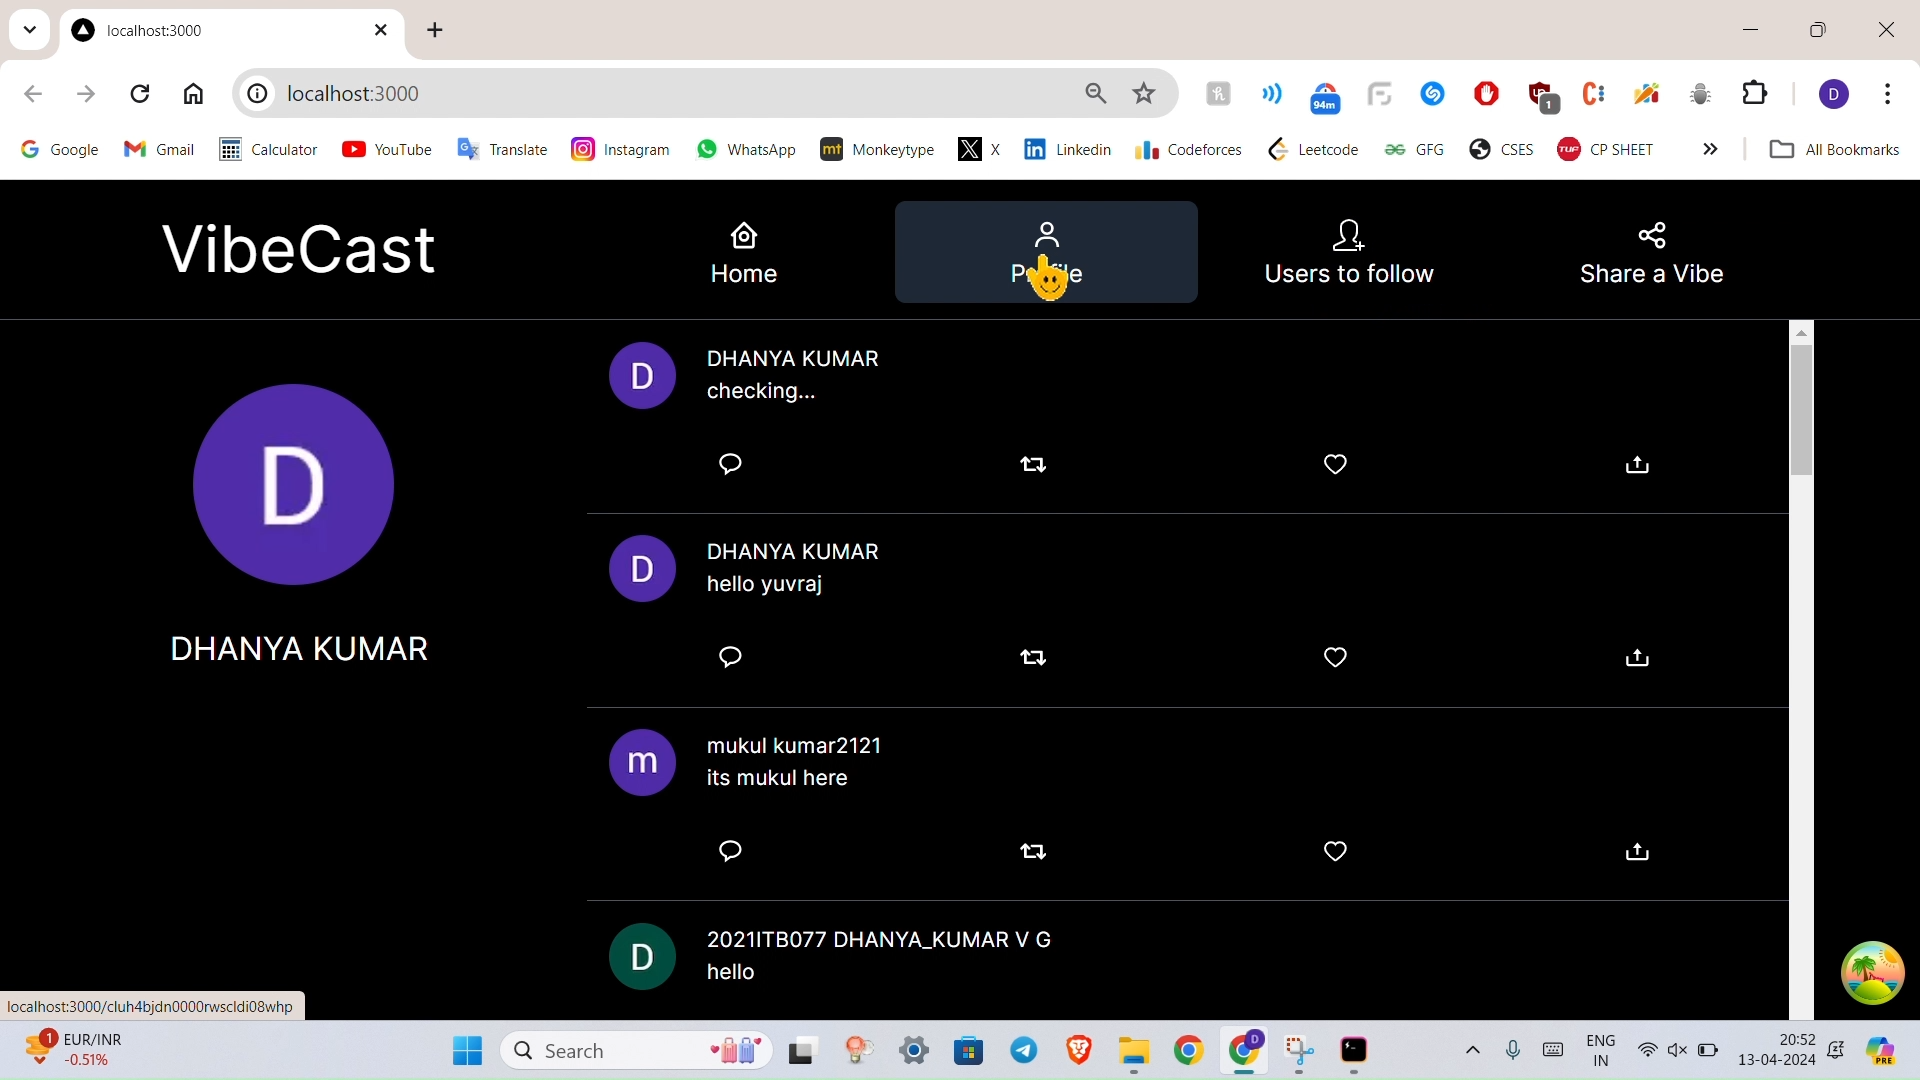 localhost:3000
localhost:3000
94m
1
D
Google Gmail Calculator YouTube Translate Instagram WhatsApp Monkeytype X Linkedin Codeforces Leetcode GFG CSES CP SHEET » All Bookmarks
VibeCast
Home
Users to follow
Share a Vibe
D
DHANYA KUMAR
D
DHANYA KUMAR
checking...
D
DHANYA KUMAR
hello yuvraj
m
mukul kumar2121
its mukul here
D
2021ITB077 DHANYA_KUMAR V G
hello
localhost:3000/cluh4bjdn0000rwscldi08whp
1
EUR/INR
-0.51%
Search
D
ENG
IN
20:52
13-04-2024
PRE